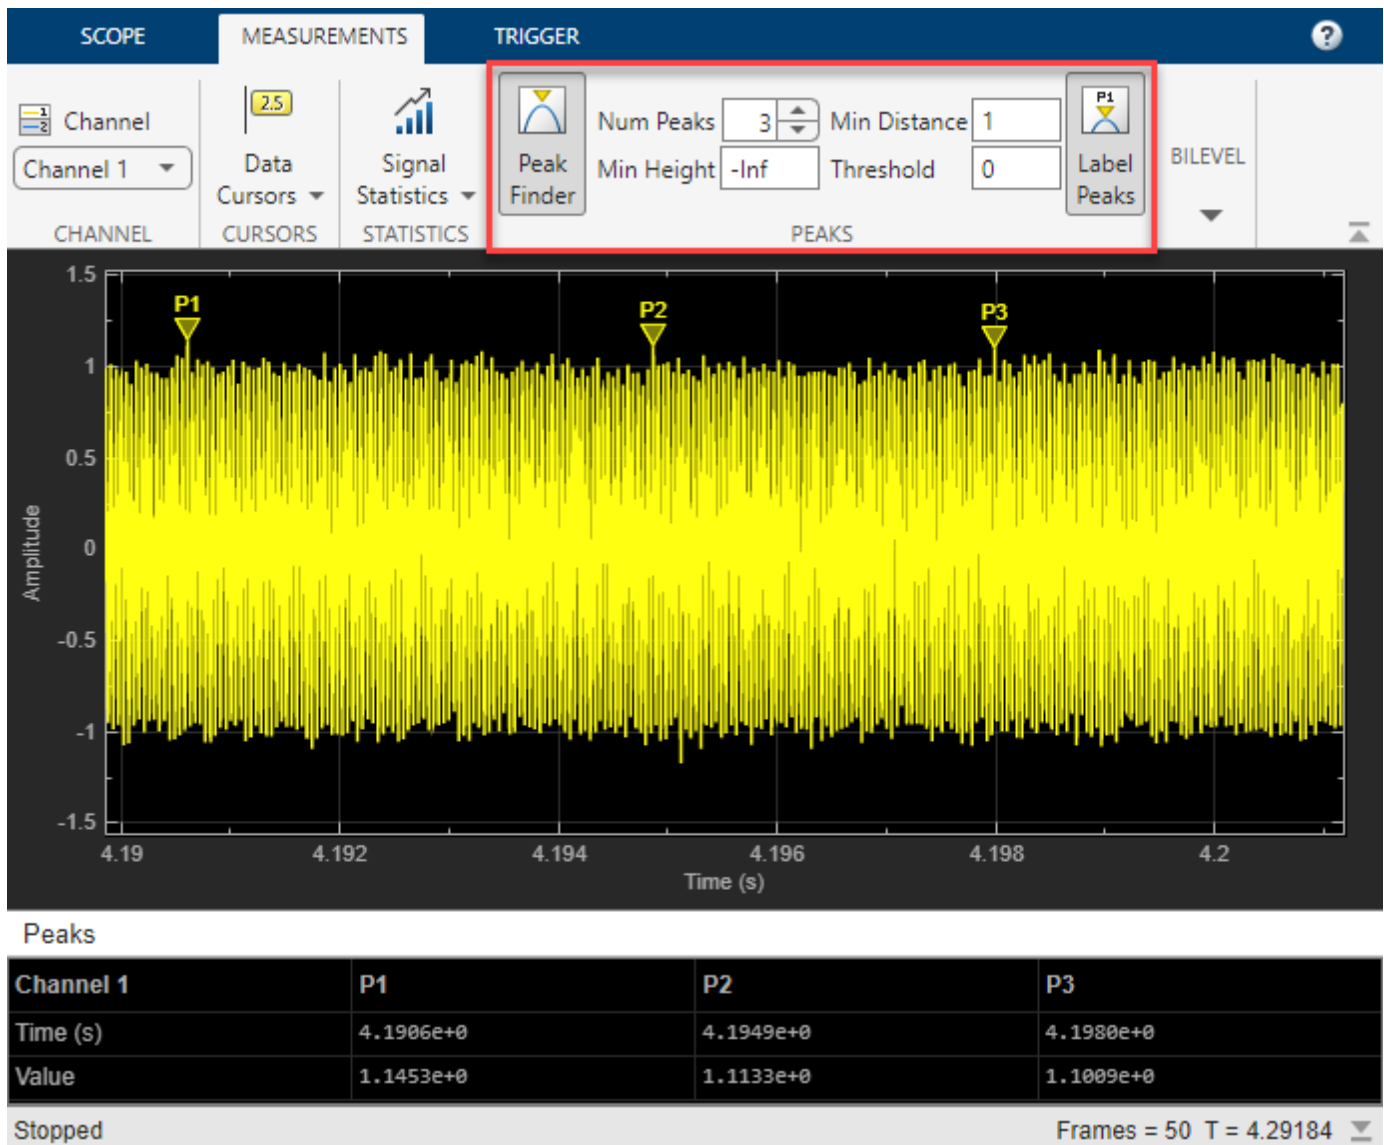 SCOPE MEASUREMENTS TRIGGER ?
2.5 P1
1 2 Channel Num Peaks 3 Min Distance 1
Channel 1 Data Signal Peak Min Height -Inf Threshold 0 Label BILEVEL
Cursors Statistics Finder Peaks
CHANNEL CURSORS STATISTICS PEAKS
1.5
P1 P2 P3
1
0.5
Amplitude
0
-0.5
-1
-1.5
4.19 4.192 4.194 4.196 4.198 4.2
Time (s)
Peaks
Channel 1 P1 P2 P3
Time (s) 4.1906e+0 4.1949e+0 4.1980e+0
Value 1.1453e+0 1.1133e+0 1.1009e+0
Stopped Frames = 50 T = 4.29184